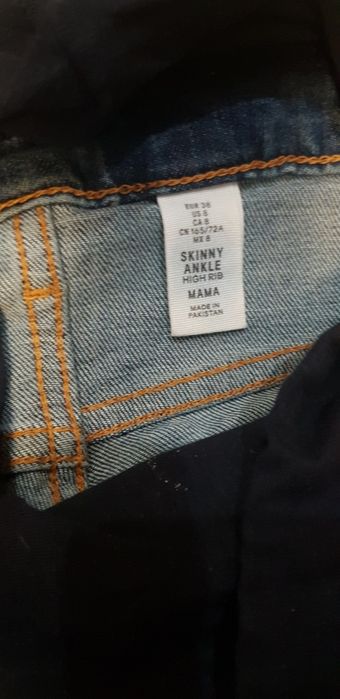 EUR 38
US 8
CA 8
CN 165/72A
MX 8
SKINNY
ANKLE
HIGH RIB
MAMA
MADE IN
PAKISTAN